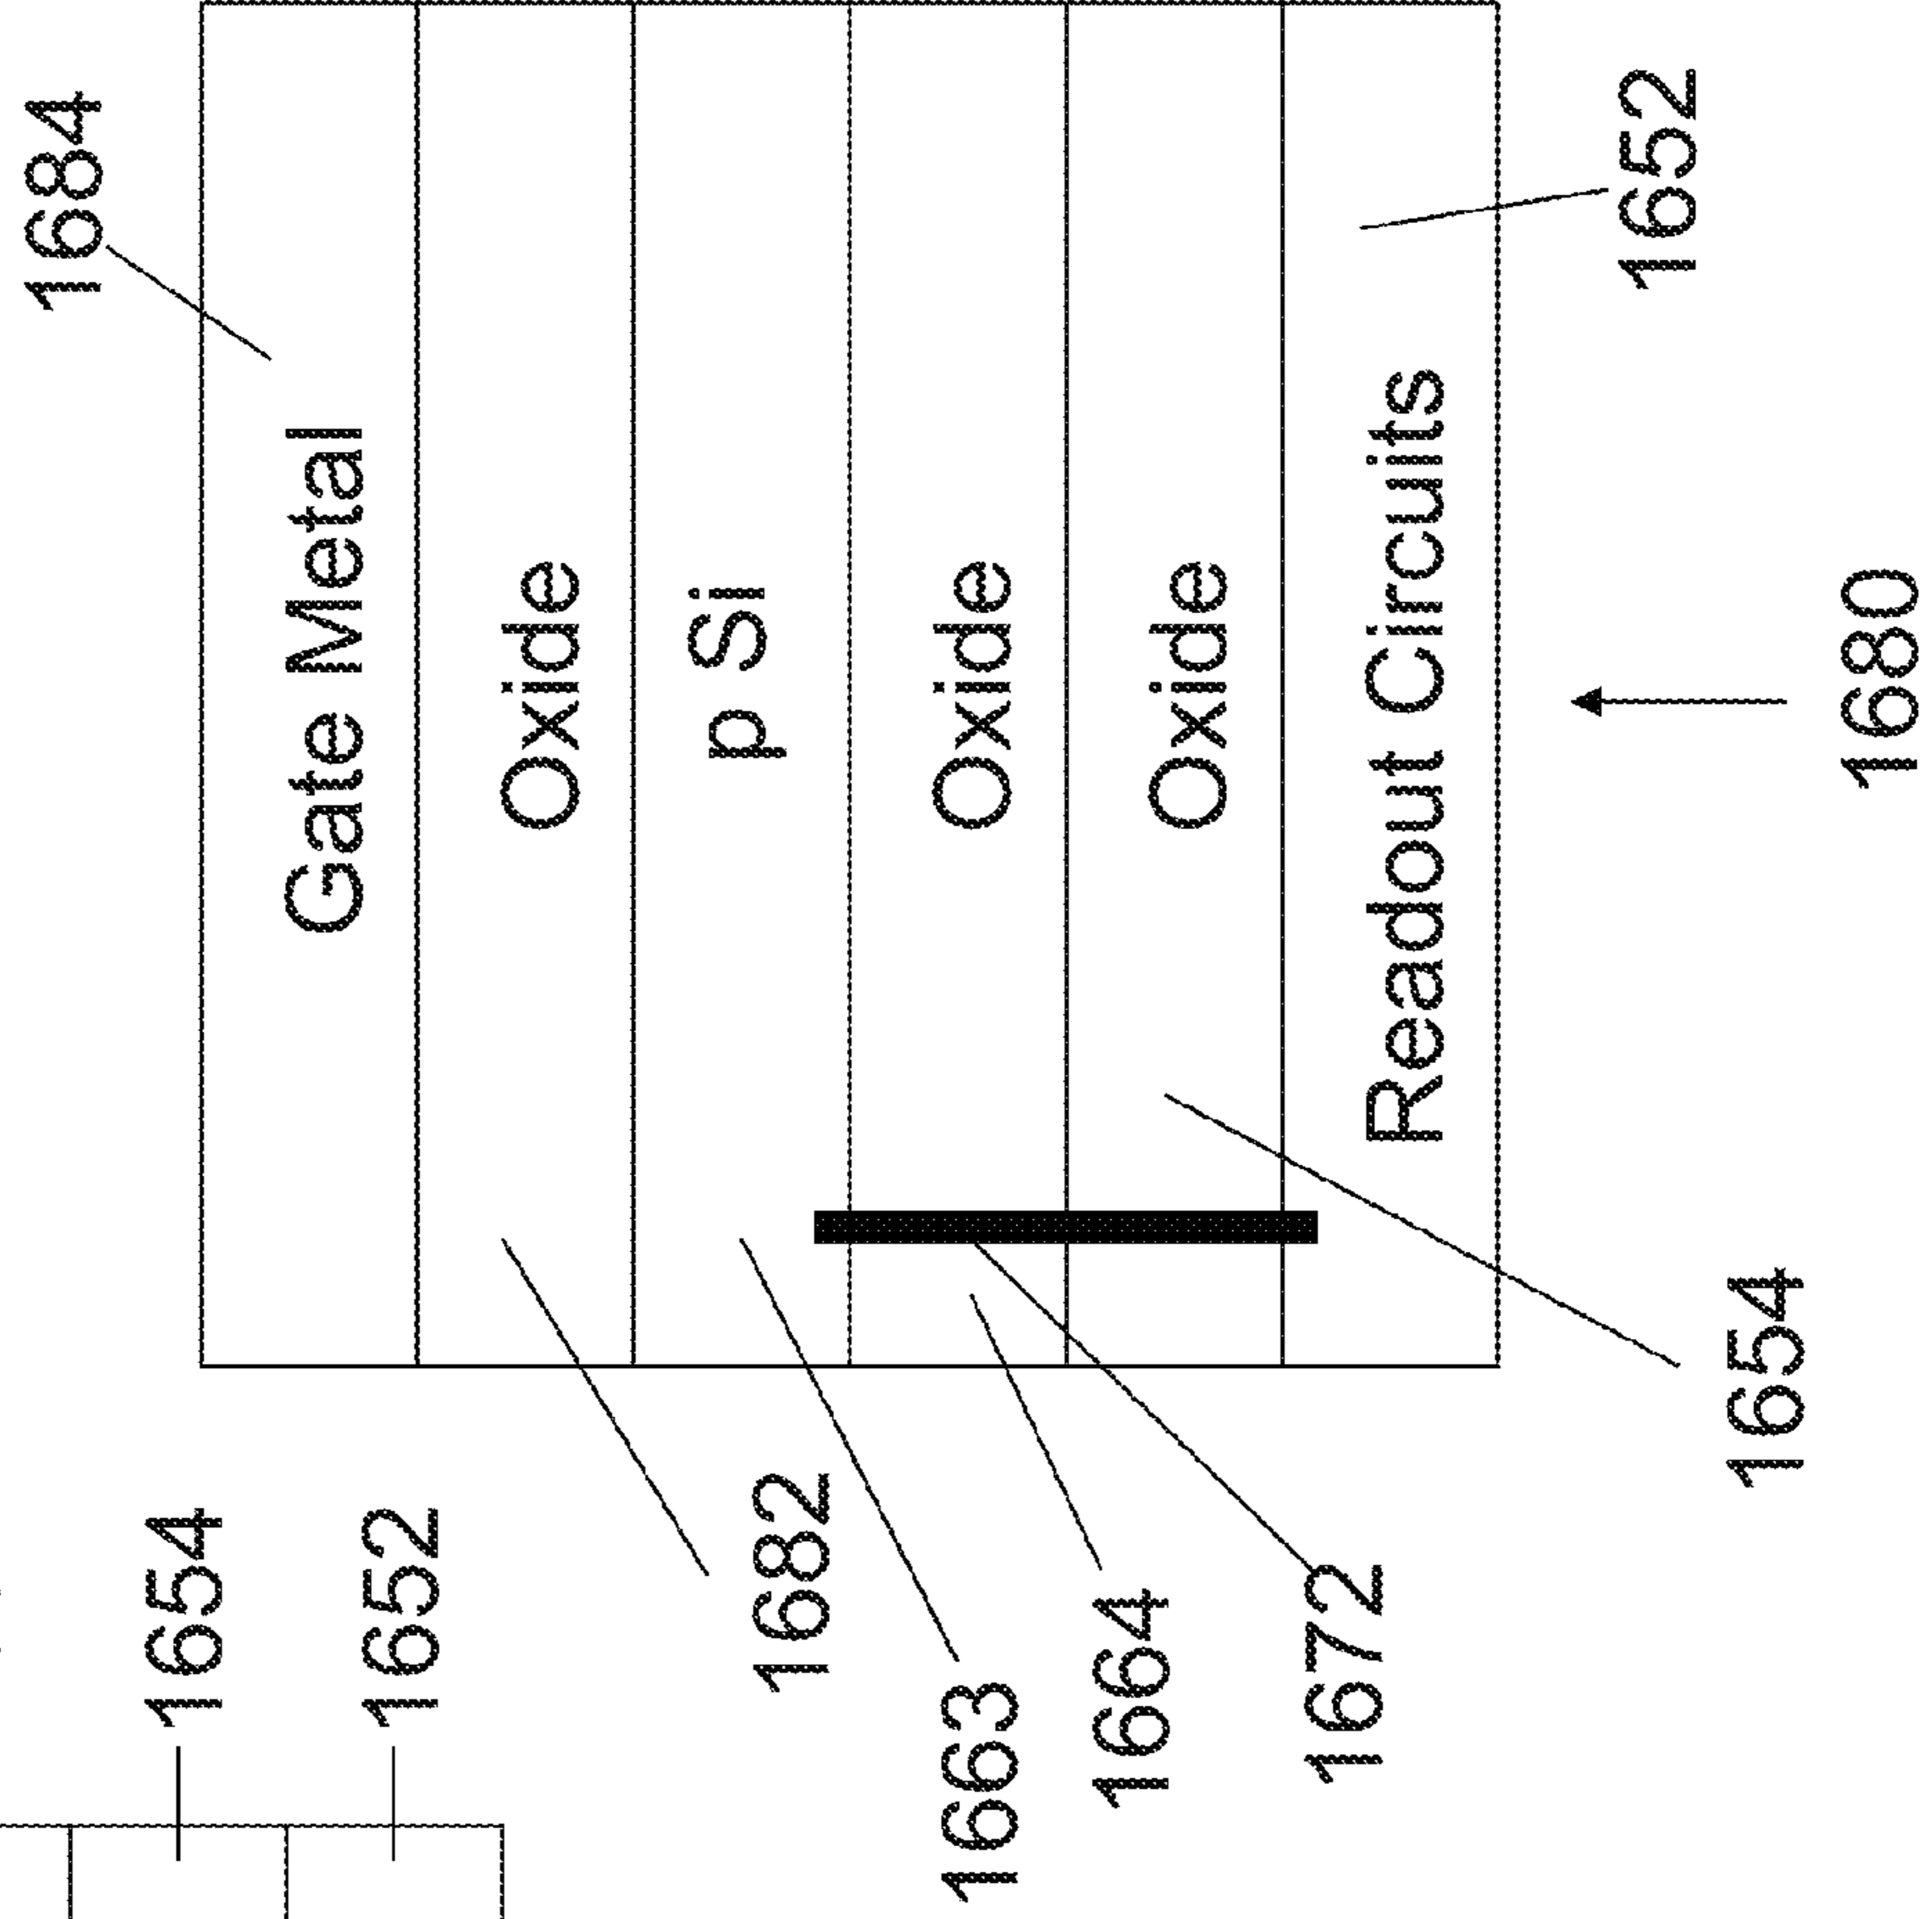 1684
Gate Metal
Oxide
p Si
Oxide
Oxide
Readout Circuits
1652
1680
1654
1652
1682
1663
1664
1672
1654